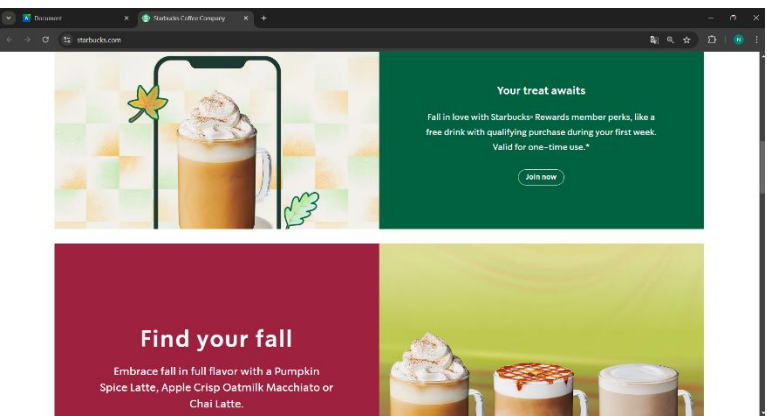 Document
Starbucks Coffee Company
starbucks.com
Your treat awaits
Fall in love with Starbucks® Rewards member perks, like a
free drink with qualifying purchase during your first week.
Valid for one-time use.*
Join now
Find your fall
Embrace fall in full flavor with a Pumpkin
Spice Latte, Apple Crisp Oatmilk Macchiato or
Chai Latte.